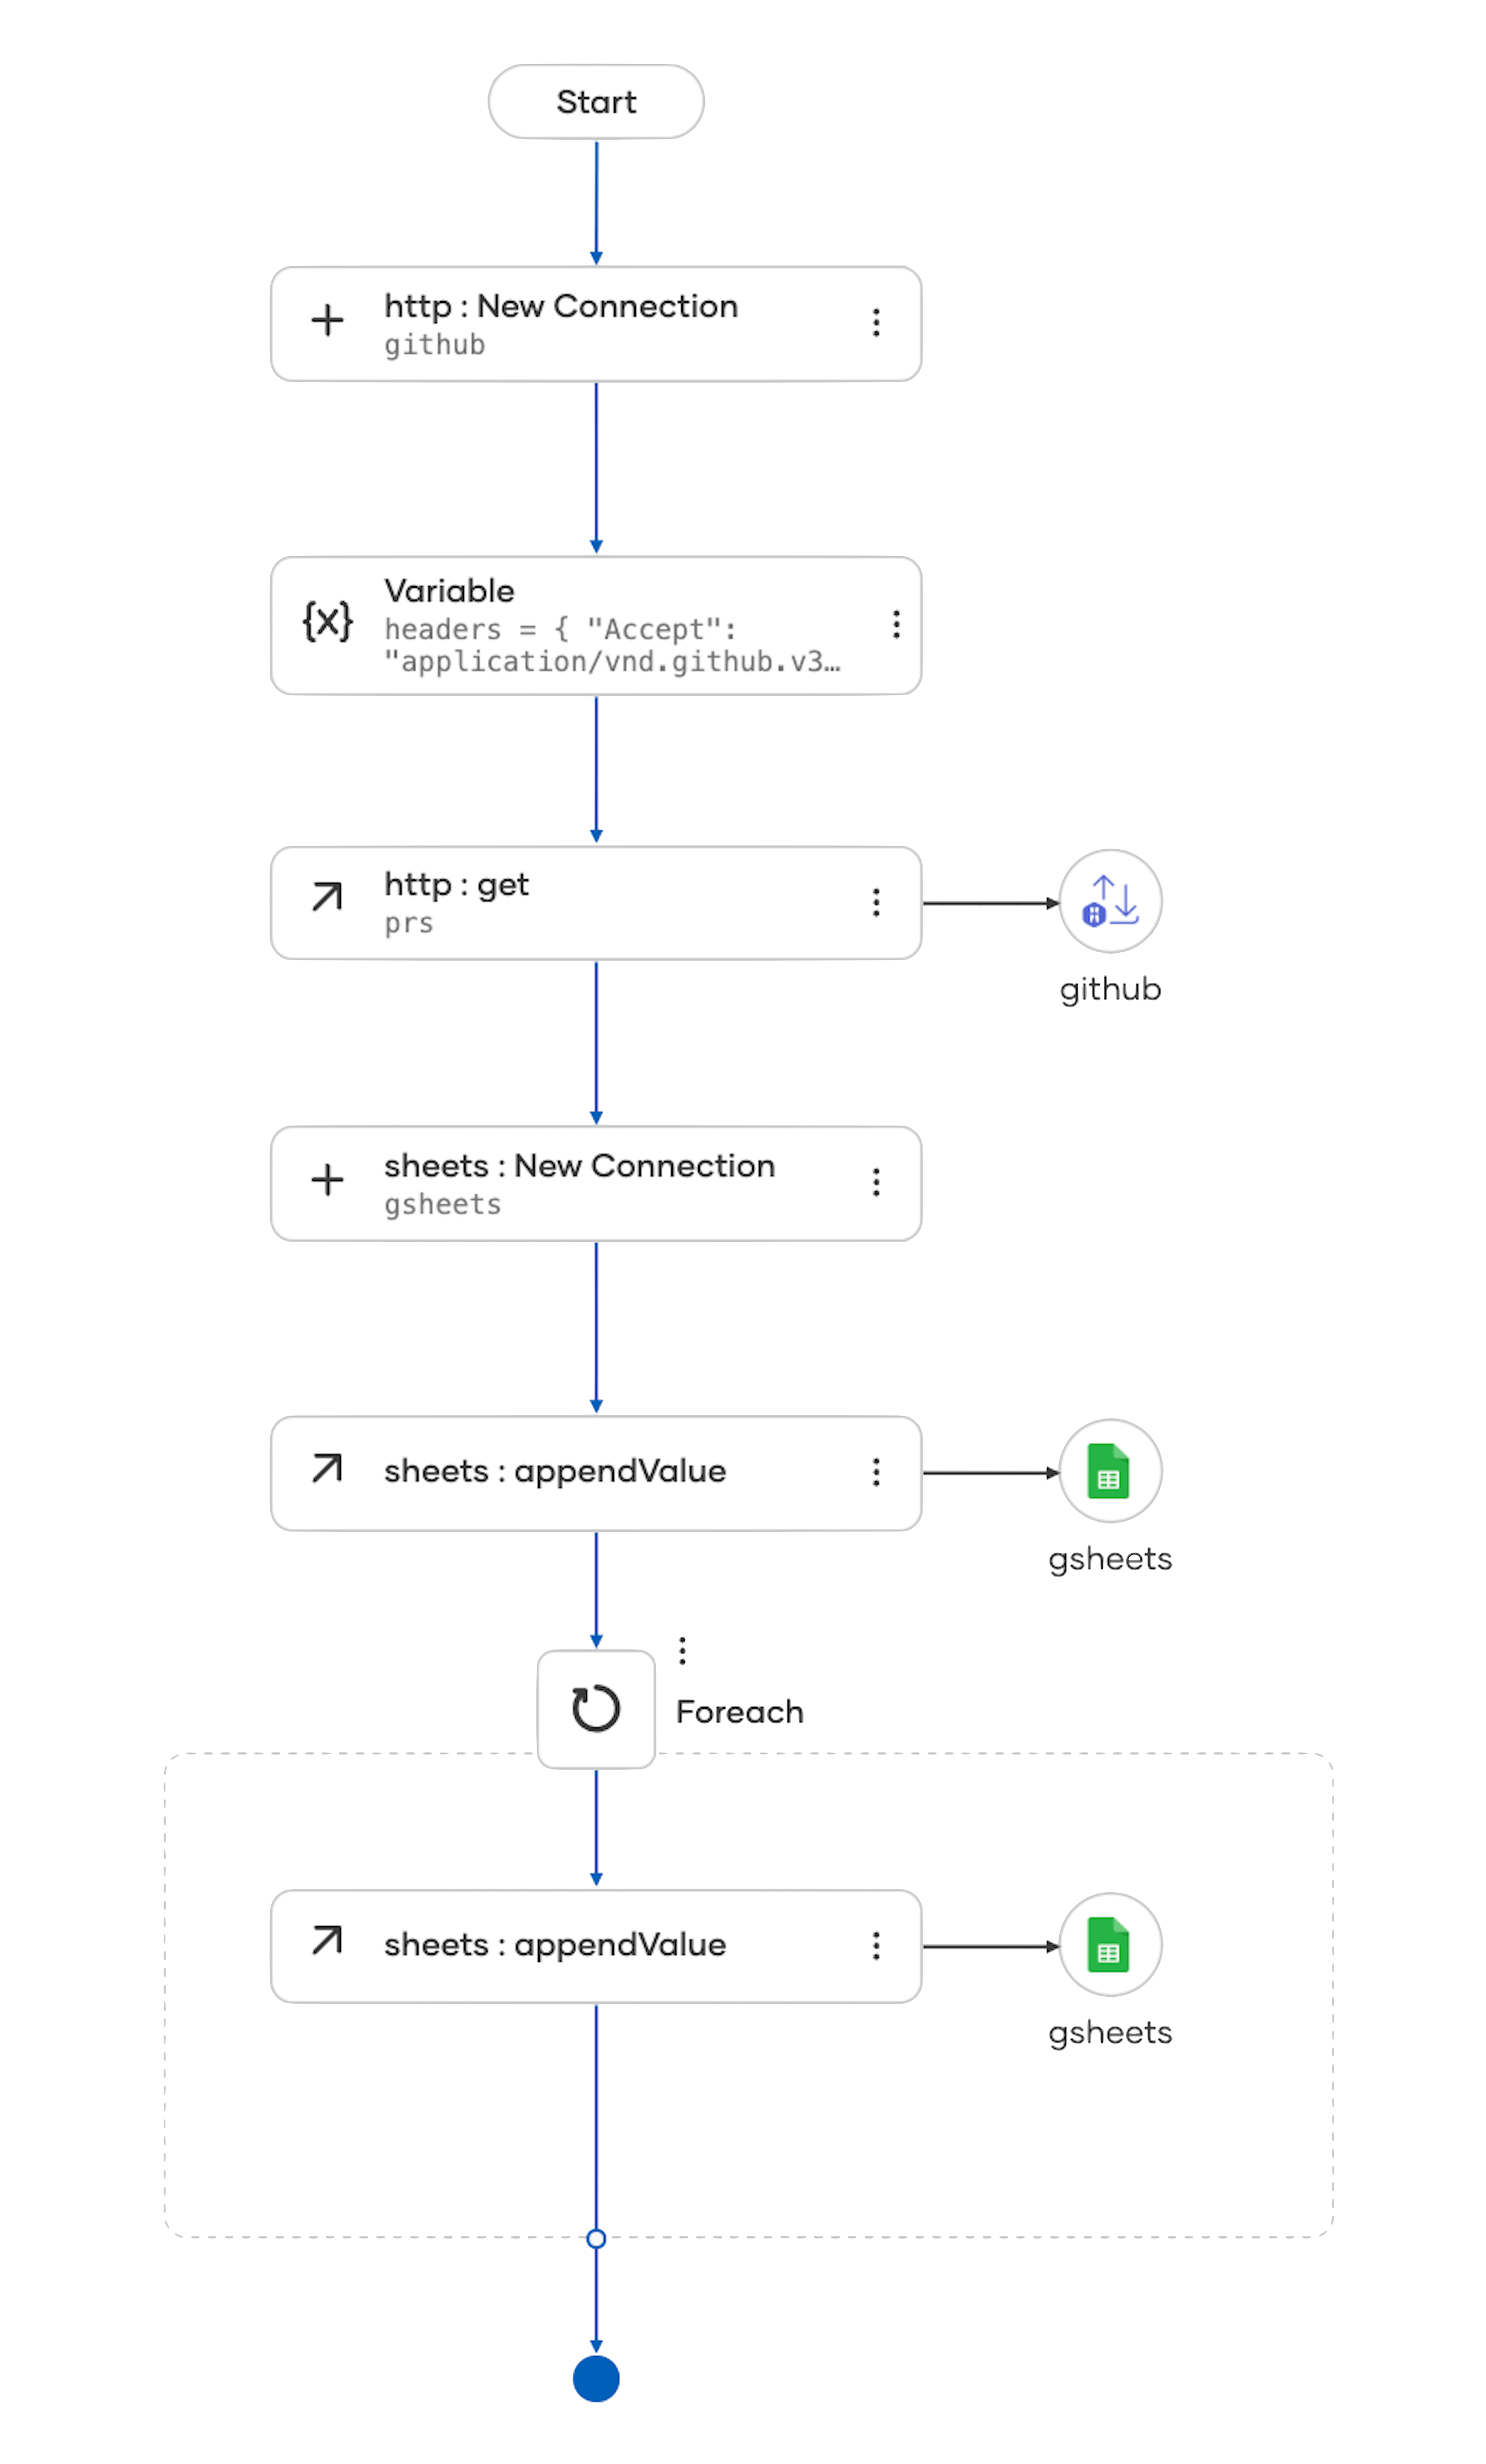 Start
http : New Connection
github
Variable
headers = { "Accept":
"application/vnd.github.v3…
http : get
prs
github
sheets : New Connection
gsheets
sheets : appendValue
gsheets
Foreach
sheets : appendValue
gsheets